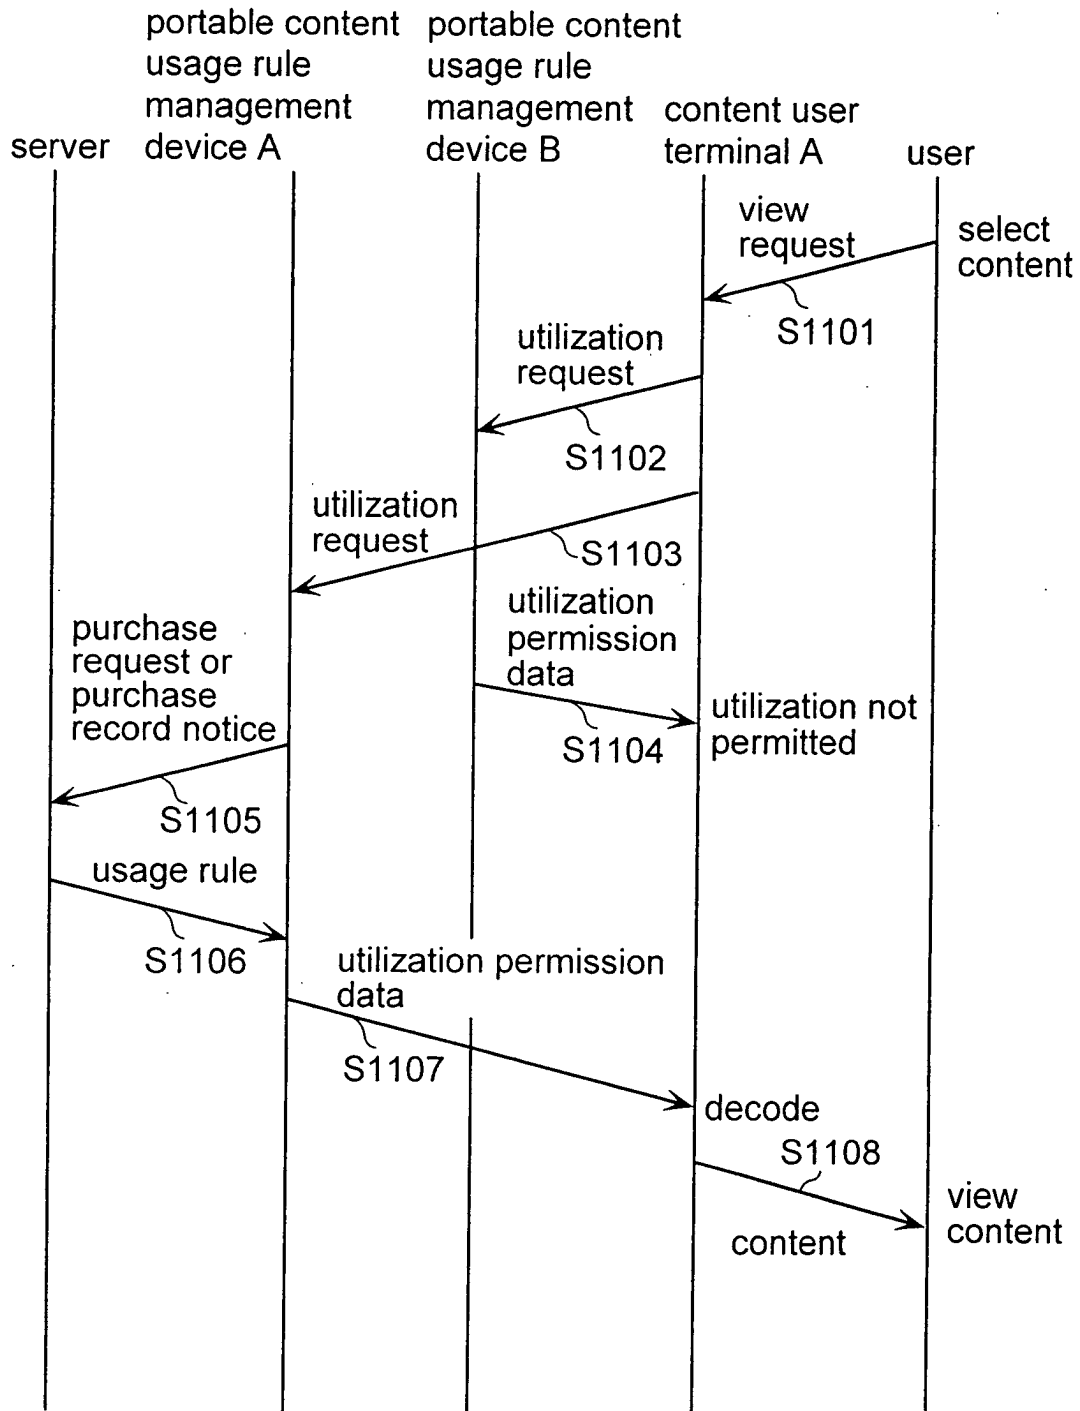 portable content
usage rule
management
device A
portable content
usage rule
management
device B
content user
terminal A
server
user
view
request
select
content
S1101
utilization
request
S1102
utilization
request
S1103
utilization
permission
data
purchase
request or
purchase
record notice
utilization not
permitted
S1104
S1105
usage rule
S1106
utilization permission
data
S1107
decode
S1108
view
content
content